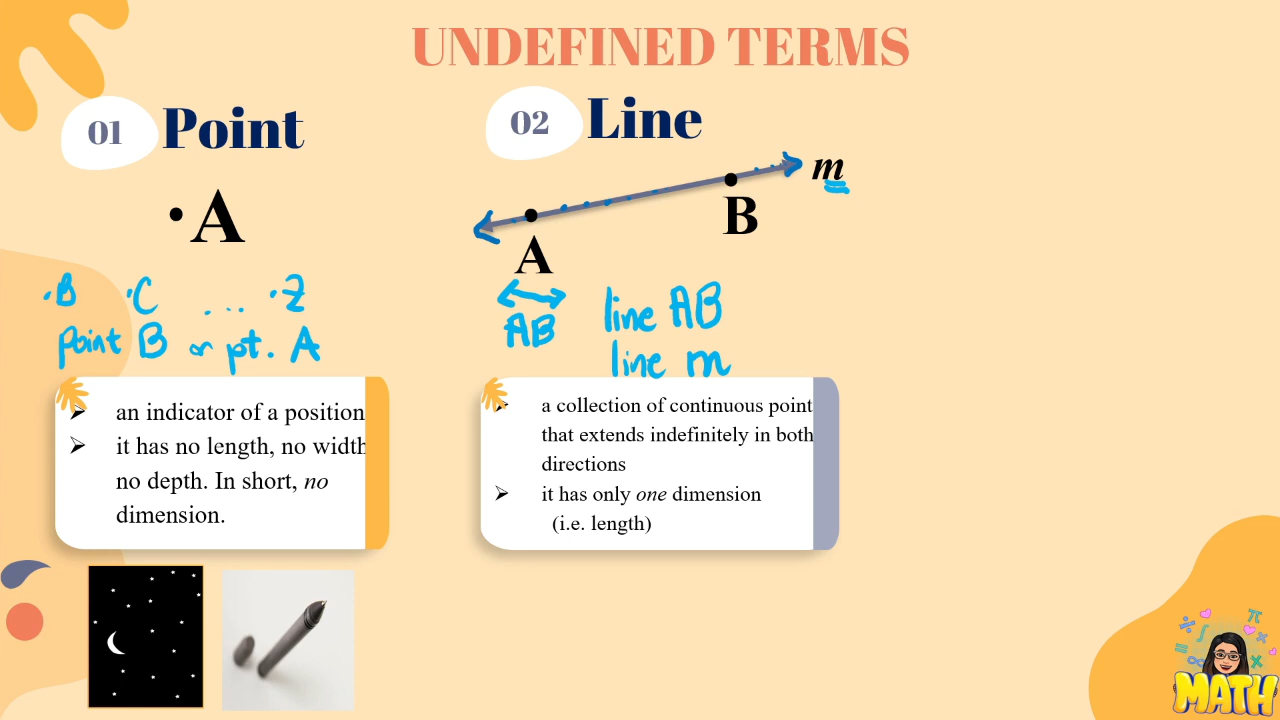 UNDEFINED TERMS
01 Point
• A
•B •C ... •Z
point B or pt. A
➢ an indicator of a position
➢ it has no length, no width
no depth. In short, no
dimension.
02 Line
m
B
A
AB line AB
line m
➢ a collection of continuous point
that extends indefinitely in both
directions
➢ it has only one dimension
(i.e. length)
MATH